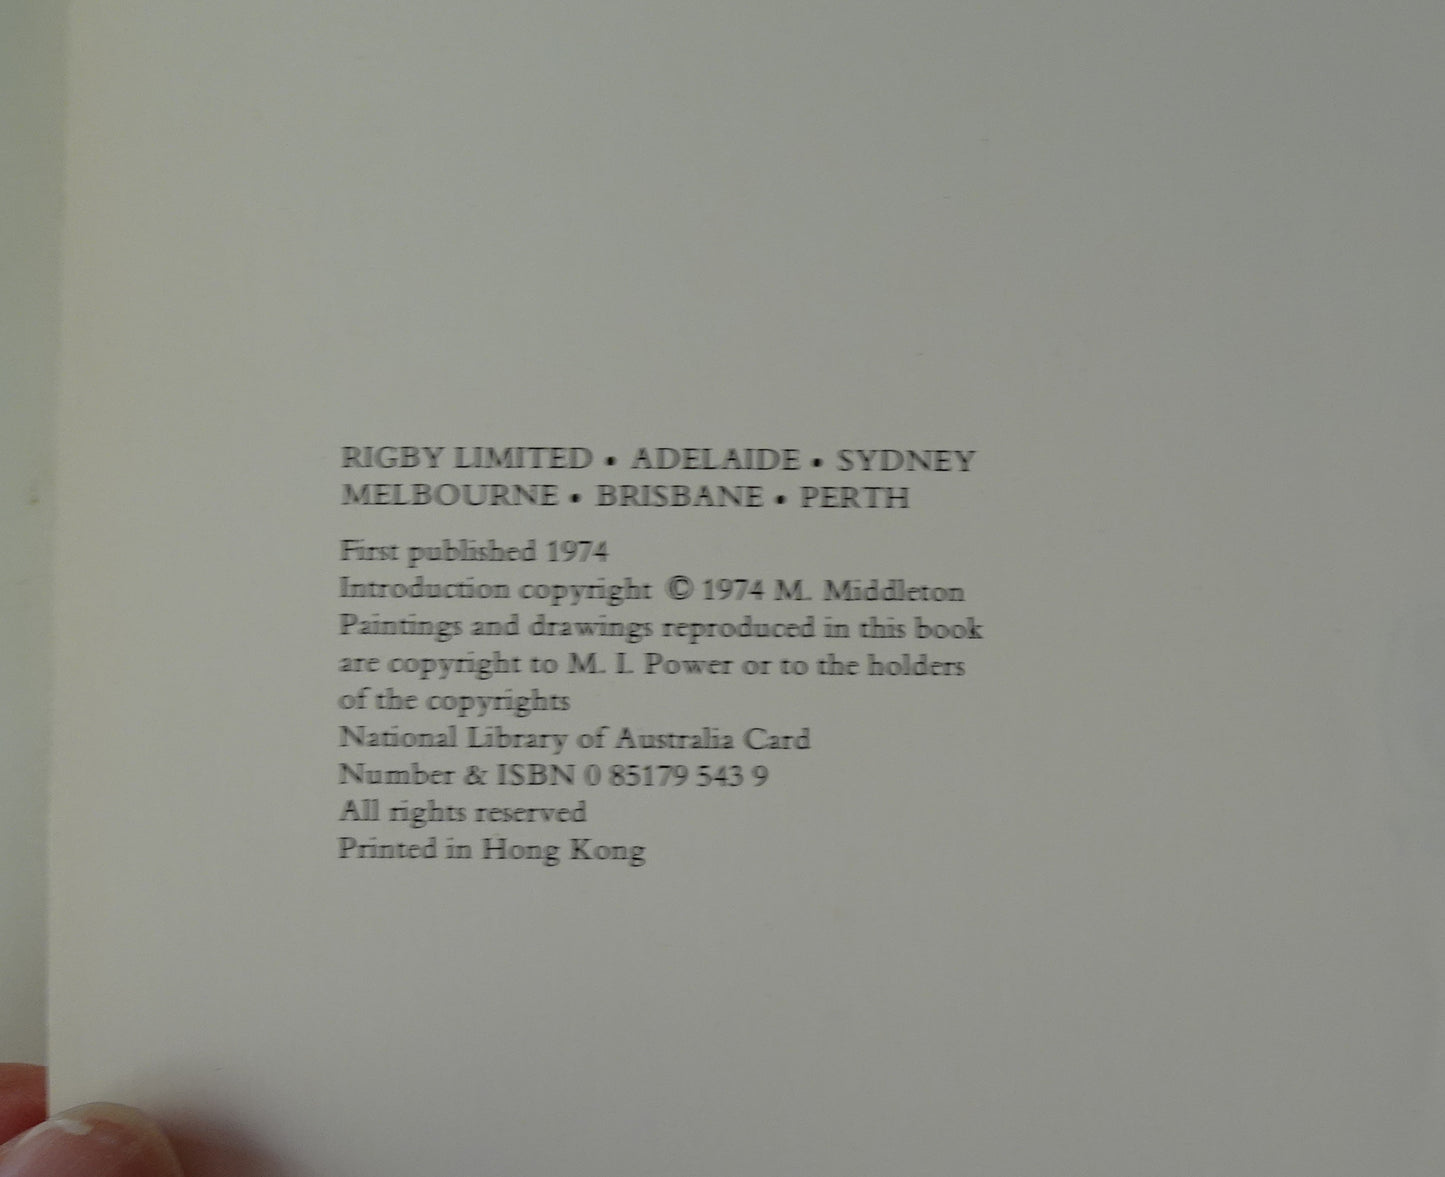 RIGBY LIMITED • ADELAIDE • SYDNEY
MELBOURNE • BRISBANE • PERTH
First published 1974
Introduction copyright © 1974 M. Middleton
Paintings and drawings reproduced in this book
are copyright to M. I. Power or to the holders
of the copyrights
National Library of Australia Card
Number & ISBN 0 85179 543 9
All rights reserved
Printed in Hong Kong